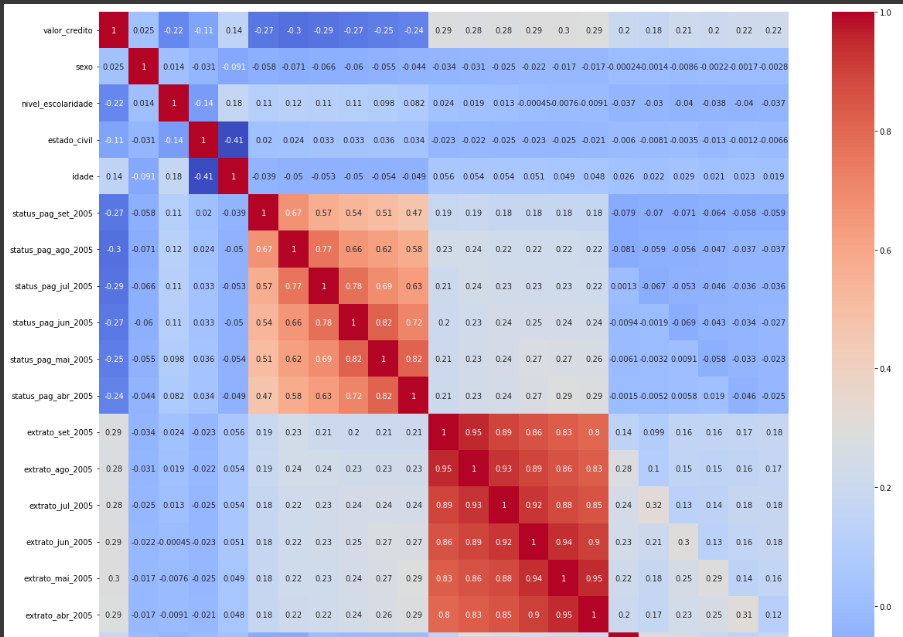 valor_credito 1 0.025 -0.22 -0.11 0.14 -0.27 -0.3 -0.29 -0.27 -0.25 -0.24 0.29 0.28 0.28 0.29 0.3 0.29 0.2 0.18 0.21 0.2 0.22 0.22 1.0
sexo 0.025 1 0.014 -0.031 -0.091 -0.058 -0.071 -0.066 -0.06 -0.055 -0.044 -0.034 -0.031 -0.025 -0.022 -0.017 -0.017 -0.00024 -0.0014 -0.0086 -0.0022 -0.0017 -0.0028
nivel_escolaridade -0.22 0.014 1 -0.14 0.18 0.11 0.12 0.11 0.11 0.098 0.082 0.024 0.019 0.013 -0.00045 -0.0076 -0.0091 -0.037 -0.03 -0.04 -0.038 -0.04 -0.037
0.8
estado_civil -0.11 -0.031 -0.14 1 -0.41 0.02 0.024 0.033 0.033 0.036 0.034 -0.023 -0.022 -0.025 -0.023 -0.025 -0.021 -0.006 -0.0081 -0.0035 -0.013 -0.0012 -0.0066
idade 0.14 -0.091 0.18 -0.41 1 -0.039 -0.05 -0.053 -0.05 -0.054 -0.049 0.056 0.054 0.054 0.051 0.049 0.048 0.026 0.022 0.029 0.021 0.023 0.019
status_pag_set_2005 -0.27 -0.058 0.11 0.02 -0.039 1 0.67 0.57 0.54 0.51 0.47 0.19 0.19 0.18 0.18 0.18 0.18 -0.079 -0.07 -0.071 -0.064 -0.058 -0.059
status_pag_ago_2005 -0.3 -0.071 0.12 0.024 -0.05 0.67 1 0.77 0.66 0.62 0.58 0.23 0.24 0.22 0.22 0.22 0.22 -0.081 -0.059 -0.056 -0.047 -0.037 -0.037 0.6
status_pag_jul_2005 -0.29 -0.066 0.11 0.033 -0.053 0.57 0.77 1 0.78 0.69 0.63 0.21 0.24 0.23 0.23 0.23 0.22 0.0013 -0.067 -0.053 -0.046 -0.036 -0.036
status_pag_jun_2005 -0.27 -0.06 0.11 0.033 -0.05 0.54 0.66 0.78 1 0.82 0.72 0.2 0.23 0.24 0.25 0.24 0.24 -0.0094 -0.0019 -0.069 -0.043 -0.034 -0.027
status_pag_mai_2005 -0.25 -0.055 0.098 0.036 -0.054 0.51 0.62 0.69 0.82 1 0.82 0.21 0.23 0.24 0.27 0.27 0.26 -0.0061 -0.0032 0.0091 -0.058 -0.033 -0.023
0.4
status_pag_abr_2005 -0.24 -0.044 0.082 0.034 -0.049 0.47 0.58 0.63 0.72 0.82 1 0.21 0.23 0.24 0.27 0.29 0.29 -0.0015 -0.0052 0.0058 0.019 -0.046 -0.025
extrato_set_2005 0.29 -0.034 0.024 -0.023 0.056 0.19 0.23 0.21 0.2 0.21 0.21 1 0.95 0.89 0.86 0.83 0.8 0.14 0.099 0.16 0.16 0.17 0.18
extrato_ago_2005 0.28 -0.031 0.019 -0.022 0.054 0.19 0.24 0.24 0.23 0.23 0.23 0.95 1 0.93 0.89 0.86 0.83 0.28 0.1 0.15 0.15 0.16 0.17
0.2
extrato_jul_2005 0.28 -0.025 0.013 -0.025 0.054 0.18 0.22 0.23 0.24 0.24 0.24 0.89 0.93 1 0.92 0.88 0.85 0.24 0.32 0.13 0.14 0.18 0.18
extrato_jun_2005 0.29 -0.022 -0.00045 -0.023 0.051 0.18 0.22 0.23 0.25 0.27 0.27 0.86 0.89 0.92 1 0.94 0.9 0.23 0.21 0.3 0.13 0.16 0.18
extrato_mai_2005 0.3 -0.017 -0.0076 -0.025 0.049 0.18 0.22 0.23 0.24 0.27 0.29 0.83 0.86 0.88 0.94 1 0.95 0.22 0.18 0.25 0.29 0.14 0.16
0.0
extrato_abr_2005 0.29 -0.017 -0.0091 -0.021 0.048 0.18 0.22 0.22 0.24 0.26 0.29 0.8 0.83 0.85 0.9 0.95 1 0.2 0.17 0.23 0.25 0.31 0.12